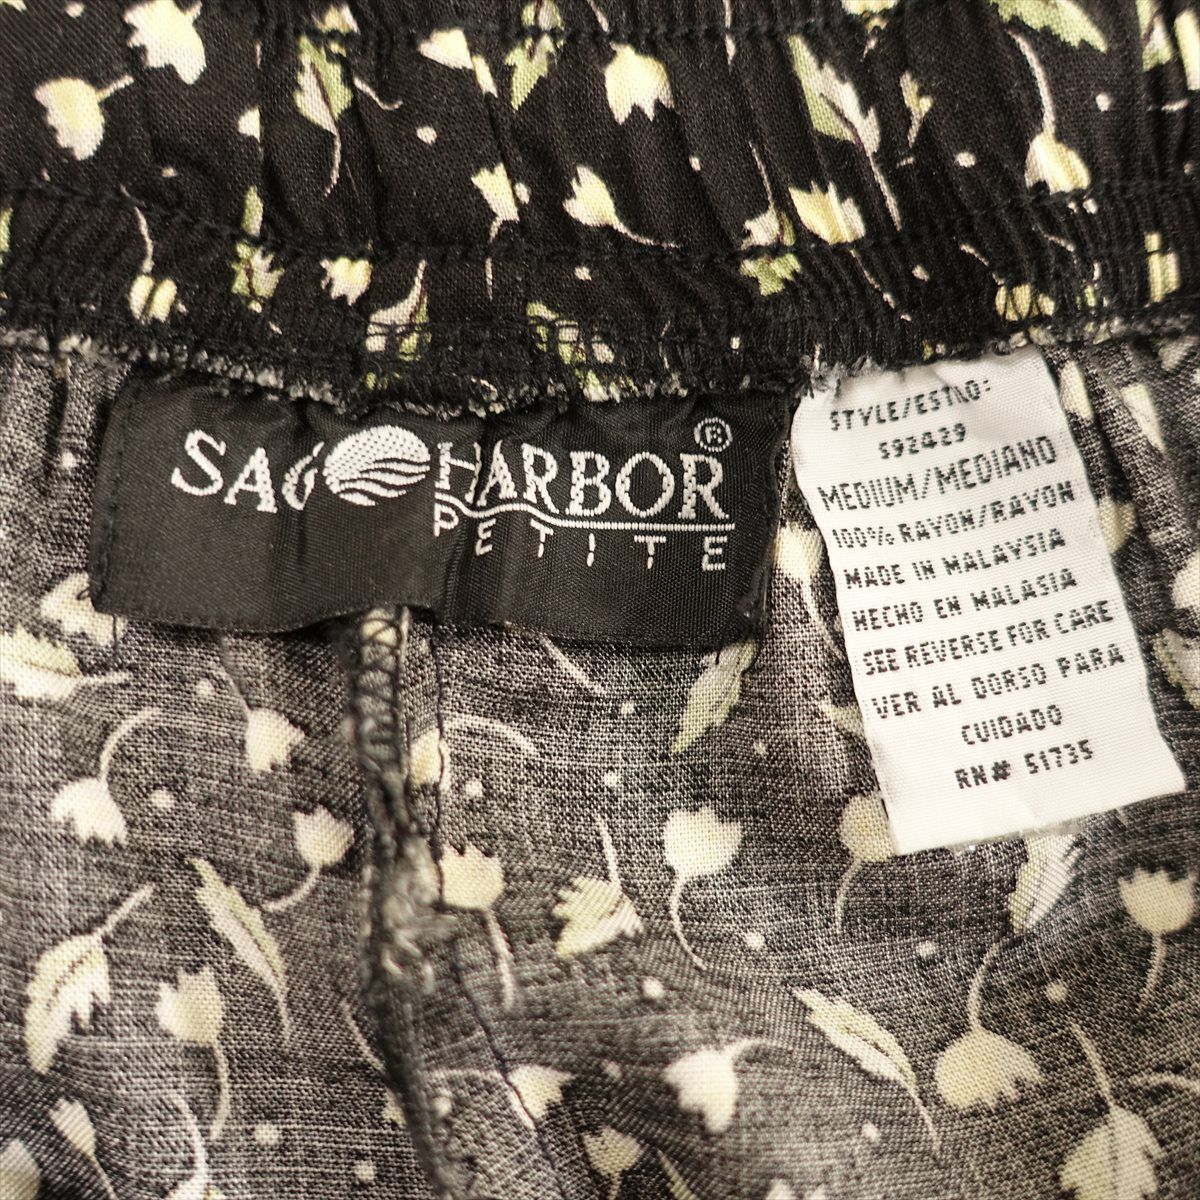 SAG HARBOR®
PETITE
STYLE/ESTILO:
592429
MEDIUM/MEDIANO
100% RAYON/RAYON
MADE IN MALAYSIA
HECHO EN MALASIA
SEE REVERSE FOR CARE
VER AL DORSO PARA
CUIDADO
RN# 51735